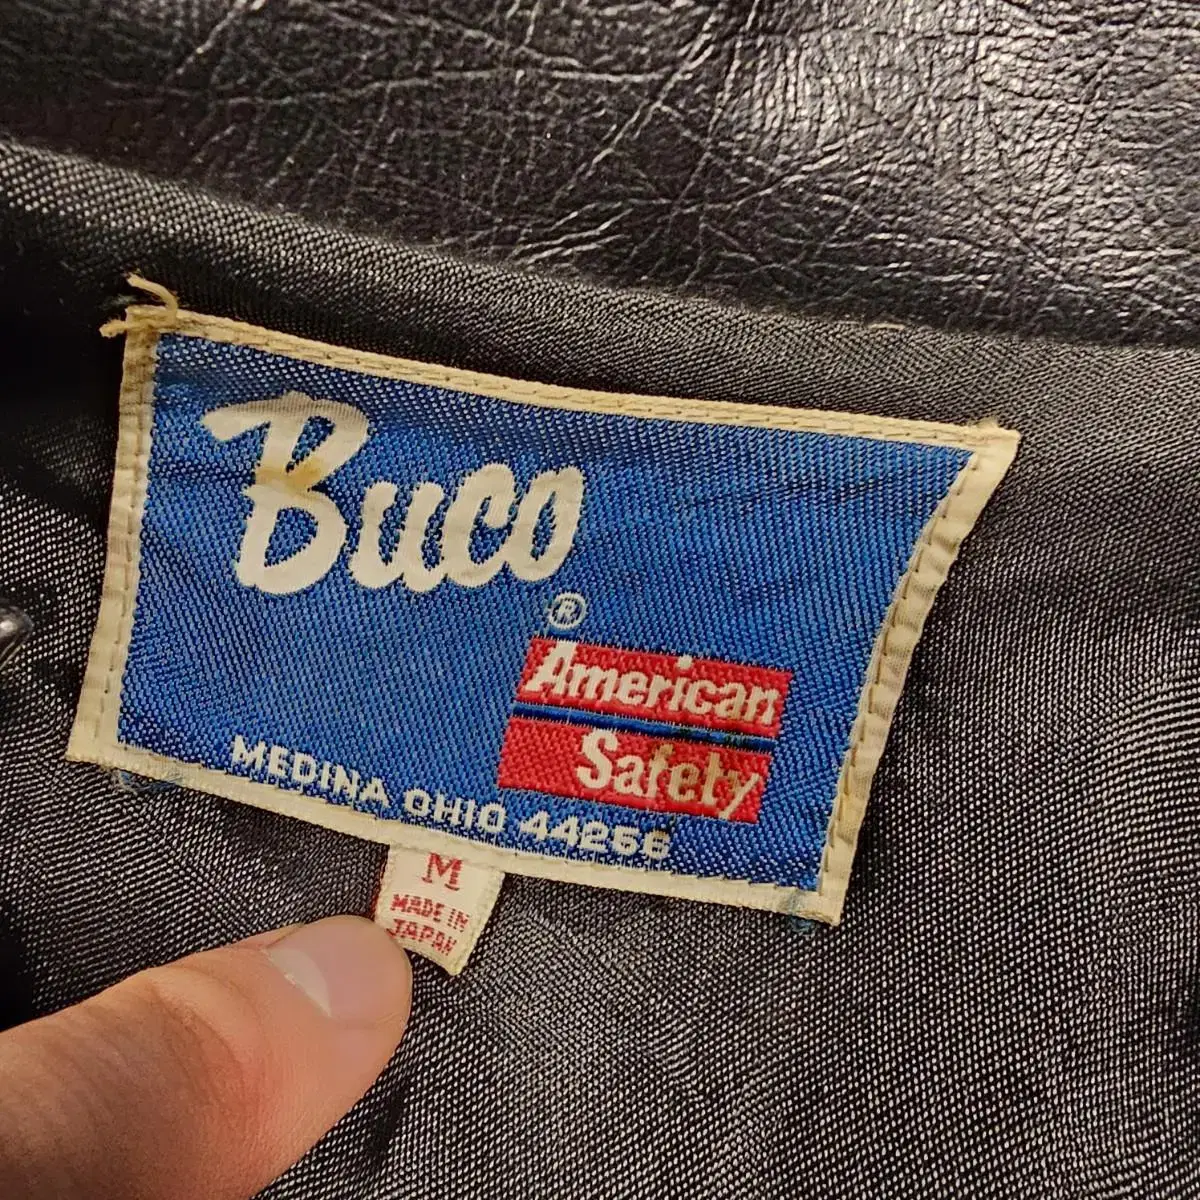 Buco
®
American
Safety
MEDINA OHIO 44256
M
MADE IN
JAPAN